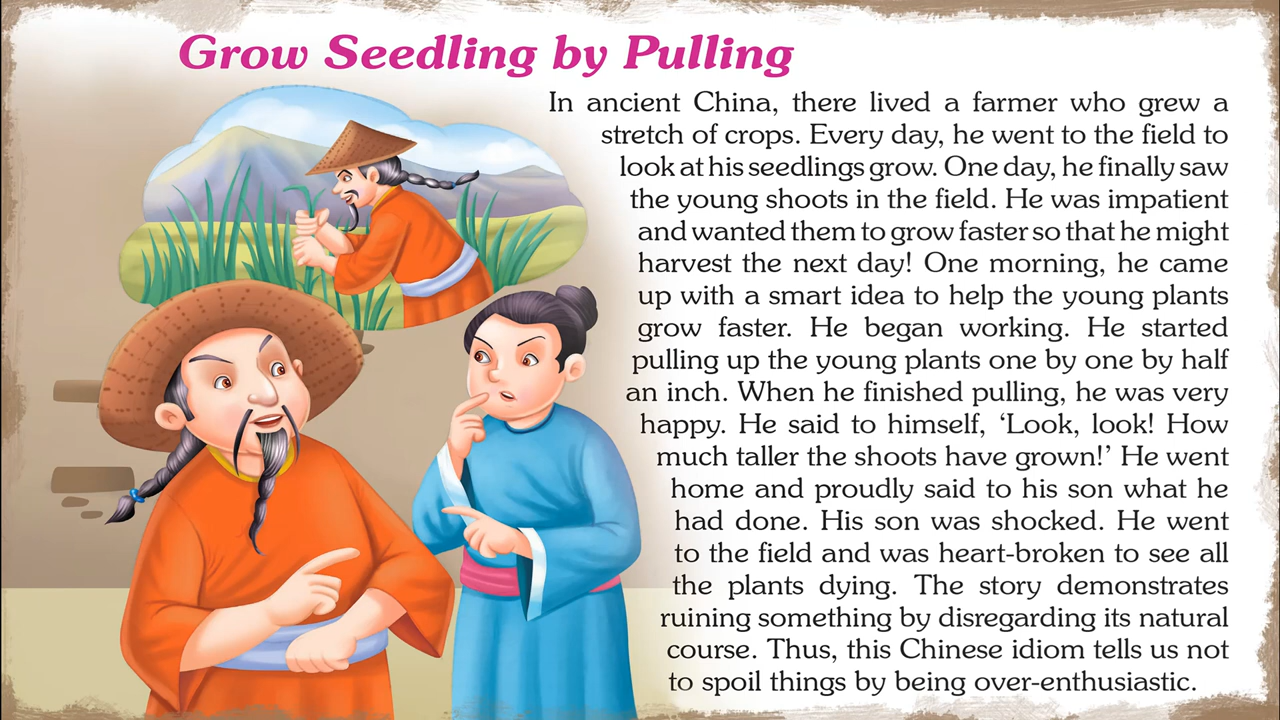 Grow Seedling by Pulling
In ancient China, there lived a farmer who grew a
stretch of crops. Every day, he went to the field to
look at his seedlings grow. One day, he finally saw
the young shoots in the field. He was impatient
and wanted them to grow faster so that he might
harvest the next day! One morning, he came
up with a smart idea to help the young plants
grow faster. He began working. He started
pulling up the young plants one by one by half
an inch. When he finished pulling, he was very
happy. He said to himself, ‘Look, look! How
much taller the shoots have grown!’ He went
home and proudly said to his son what he
had done. His son was shocked. He went
to the field and was heart-broken to see all
the plants dying. The story demonstrates
ruining something by disregarding its natural
course. Thus, this Chinese idiom tells us not
to spoil things by being over-enthusiastic.